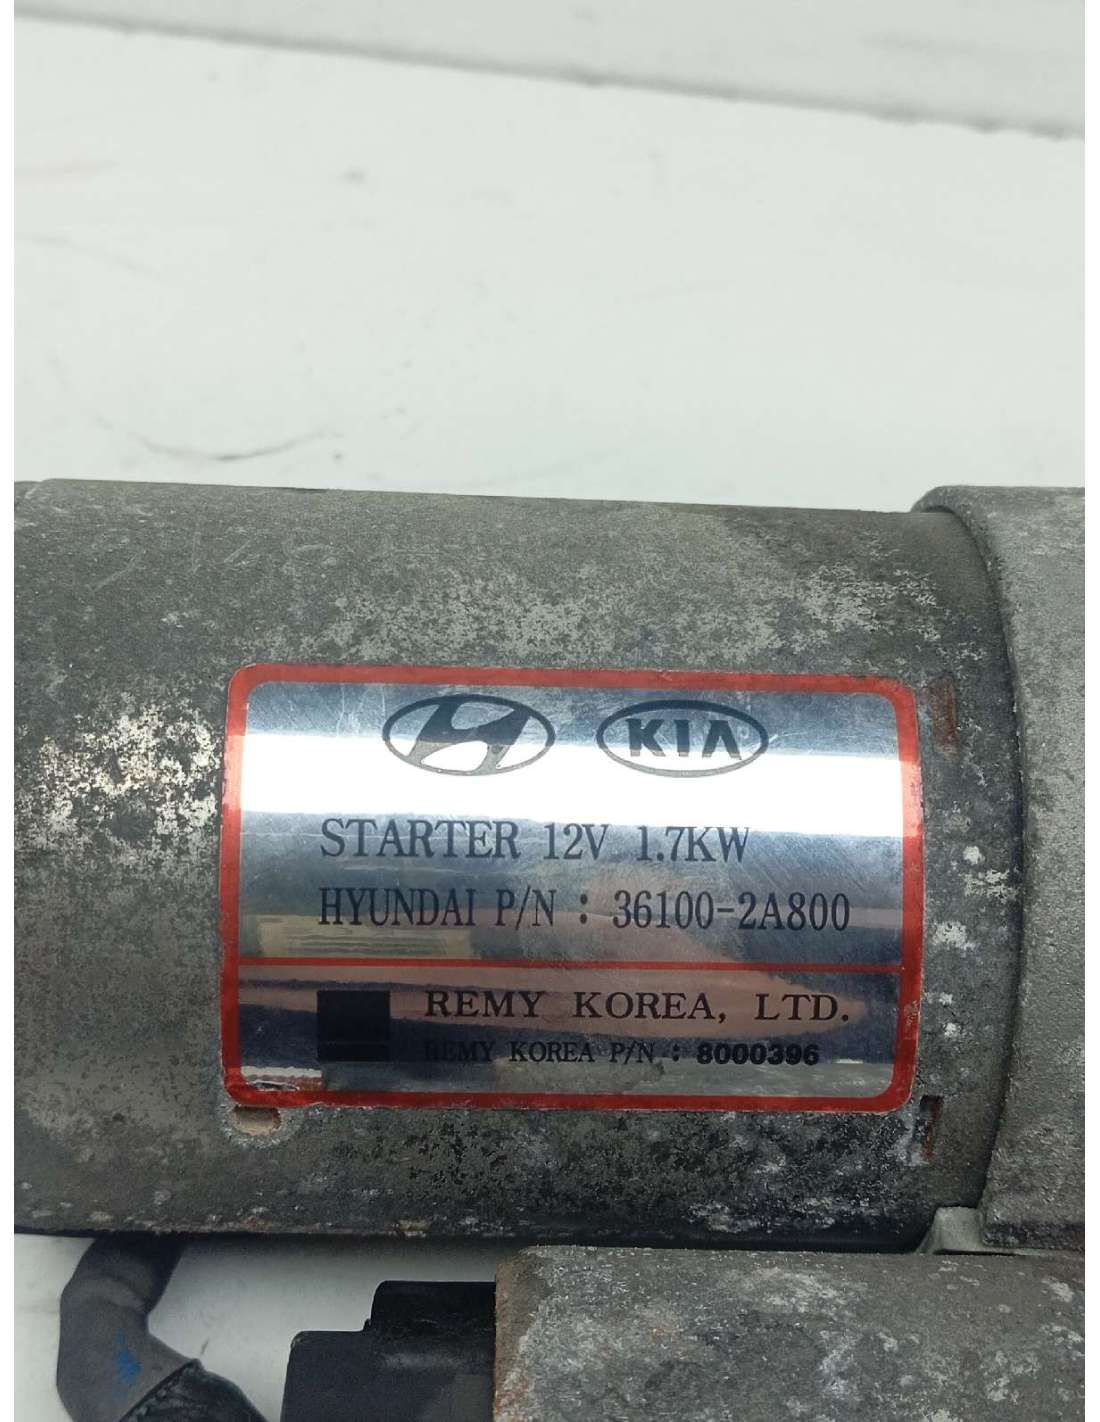 KIA
STARTER 12V 1.7KW
HYUNDAI P/N : 36100-2A800
REMY KOREA, LTD.
REMY KOREA P/N : 8000396